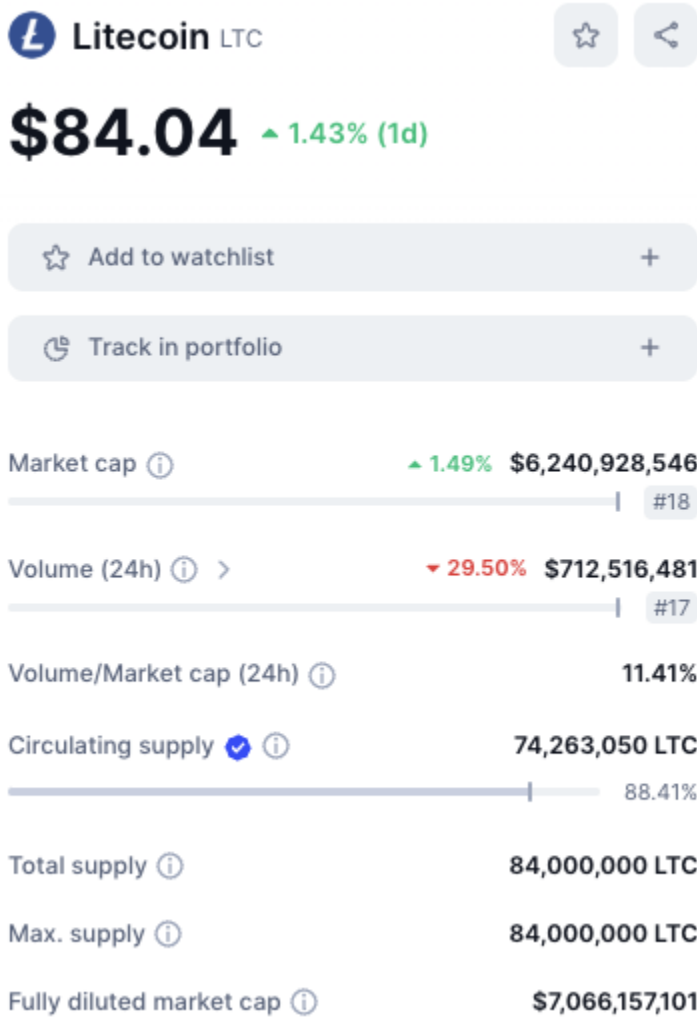 Litecoin LTC
$84.04 1.43% (1d)
Add to watchlist +
Track in portfolio +
Market cap 1.49% $6,240,928,546
#18
Volume (24h) 29.50% $712,516,481
#17
Volume/Market cap (24h) 11.41%
Circulating supply 74,263,050 LTC
88.41%
Total supply 84,000,000 LTC
Max. supply 84,000,000 LTC
Fully diluted market cap $7,066,157,101